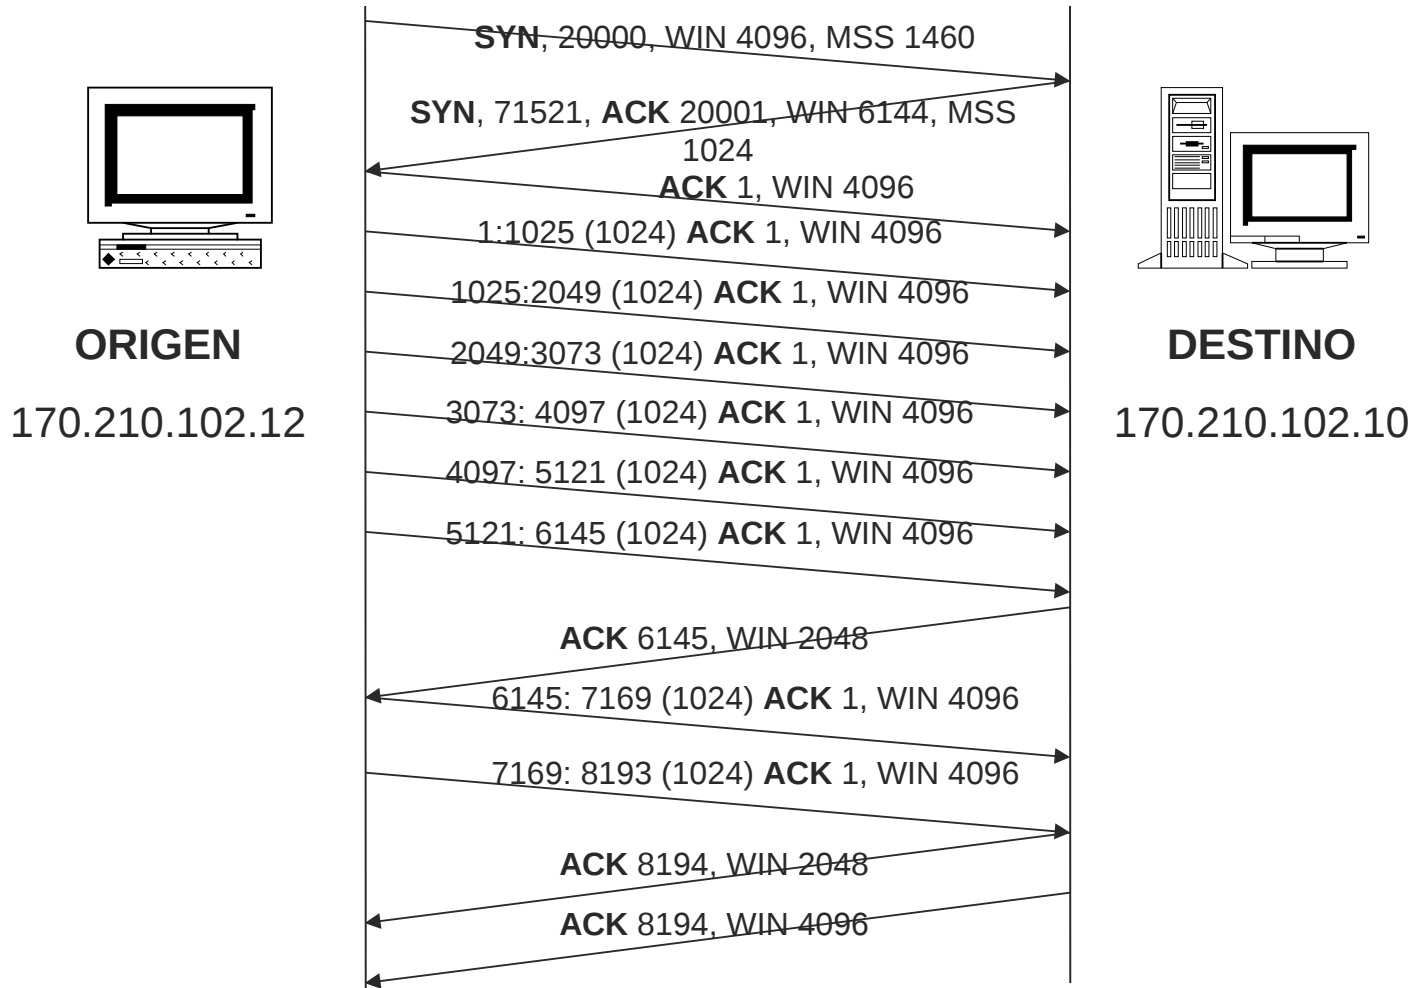 SYN, 20000, WIN 4096, MSS 1460
SYN, 71521, ACK 20001, WIN 6144, MSS
1024
ACK 1, WIN 4096
1:1025 (1024) ACK 1, WIN 4096
1025:2049 (1024) ACK 1, WIN 4096
ORIGEN
DESTINO
2049:3073 (1024) ACK 1, WIN 4096
170.210.102.12
3073: 4097 (1024) ACK 1, WIN 4096
170.210.102.10
4097: 5121 (1024) ACK 1, WIN 4096
5121: 6145 (1024) ACK 1, WIN 4096
ACK 6145, WIN 2048
6145: 7169 (1024) ACK 1, WIN 4096
7169: 8193 (1024) ACK 1, WIN 4096
ACK 8194, WIN 2048
ACK 8194, WIN 4096